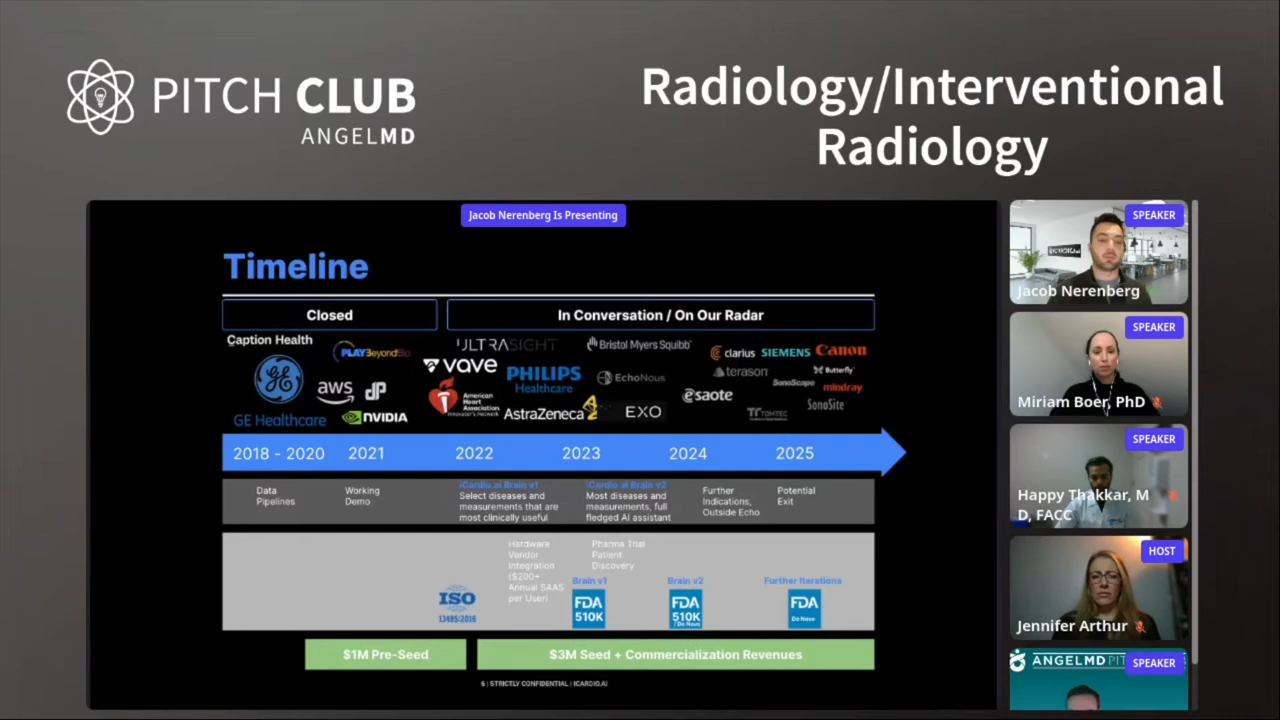 PITCH CLUB
ANGELMD
Radiology/Interventional
Radiology
Jacob Nerenberg Is Presenting
Timeline
Closed
In Conversation / On Our Radar
Caption Health
PLAYBeyondBio
GE Healthcare
aws
NVIDIA
ULTRASIGHT
vave
American
Heart
Association.
Innovator's Network
Bristol Myers Squibb
PHILIPS
Healthcare
EchoNous
AstraZeneca
EXO
clarius
SIEMENS
Canon
terason
Butterfly
SonoScape
mindray
esaote
SonoSite
TOMTEC
2018 - 2020
2021
2022
2023
2024
2025
Data
Pipelines
Working
Demo
iCardio.ai Brain v1
Select diseases and
measurements that are
most clinically useful
iCardio.ai Brain v2
Most diseases and
measurements, full
fledged AI assistant
Further
Indications,
Outside Echo
Potential
Exit
Hardware
Vendor
Integration
($200+
Annual SAAS
per User)
Pharma Trial
Patient
Discovery
ISO
13485:2016
Brain v1
FDA
510K
Brain v2
FDA
510K
/De Novo
Further Iterations
FDA
De Novo
$1M Pre-Seed
$3M Seed + Commercialization Revenues
6 | STRICTLY CONFIDENTIAL | ICARDIO.AI
SPEAKER
Jacob Nerenberg
SPEAKER
Miriam Boer, PhD
SPEAKER
Happy Thakkar, M
D, FACC
HOST
Jennifer Arthur
ANGELMD
SPEAKER